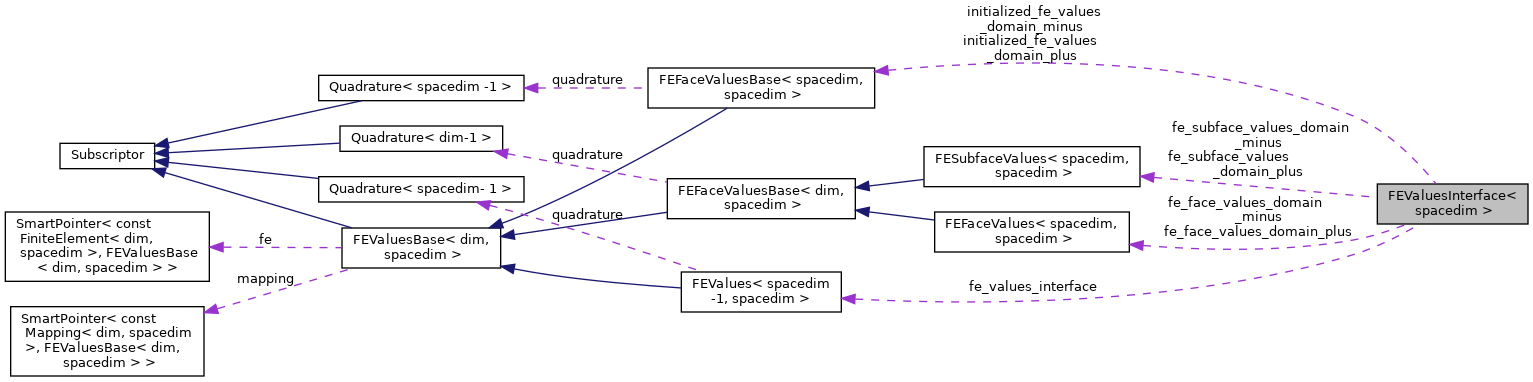 initialized_fe_values
_domain_minus
initialized_fe_values
_domain_plus
quadrature
FEFaceValuesBase< spacedim,
spacedim >
Quadrature< spacedim -1 >
Quadrature< dim-1 >
Subscriptor
quadrature
fe_subface_values_domain
_minus
fe_subface_values
_domain_plus
FESubfaceValues< spacedim,
spacedim >
Quadrature< spacedim- 1 >
FEFaceValuesBase< dim,
spacedim >
FEValuesInterface<
spacedim >
fe_face_values_domain
_minus
fe_face_values_domain_plus
quadrature
FEFaceValues< spacedim,
spacedim >
SmartPointer< const
FiniteElement< dim,
spacedim >, FEValuesBase
< dim, spacedim > >
fe
FEValuesBase< dim,
spacedim >
mapping
FEValues< spacedim
-1, spacedim >
fe_values_interface
SmartPointer< const
Mapping< dim, spacedim
>, FEValuesBase< dim,
spacedim > >